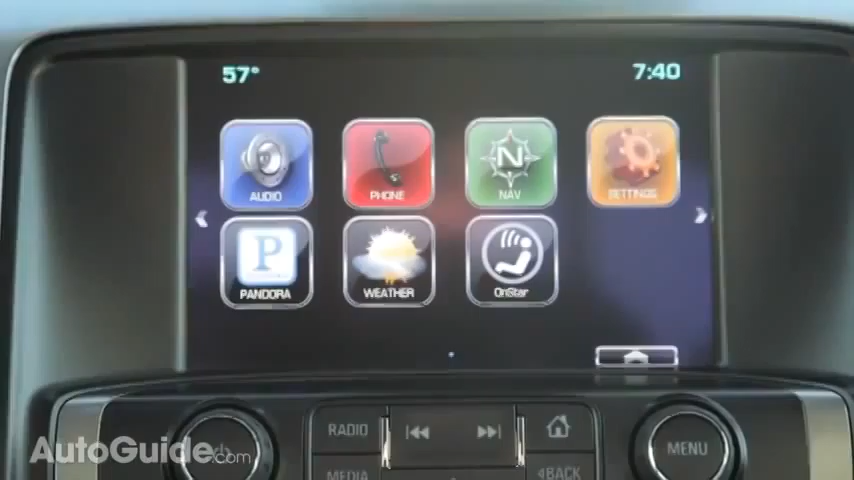 57° 7:40
AUDIO PHONE N NAV SETTINGS
P PANDORA WEATHER OnStar
RADIO MENU
MEDIA BACK
AutoGuide.com